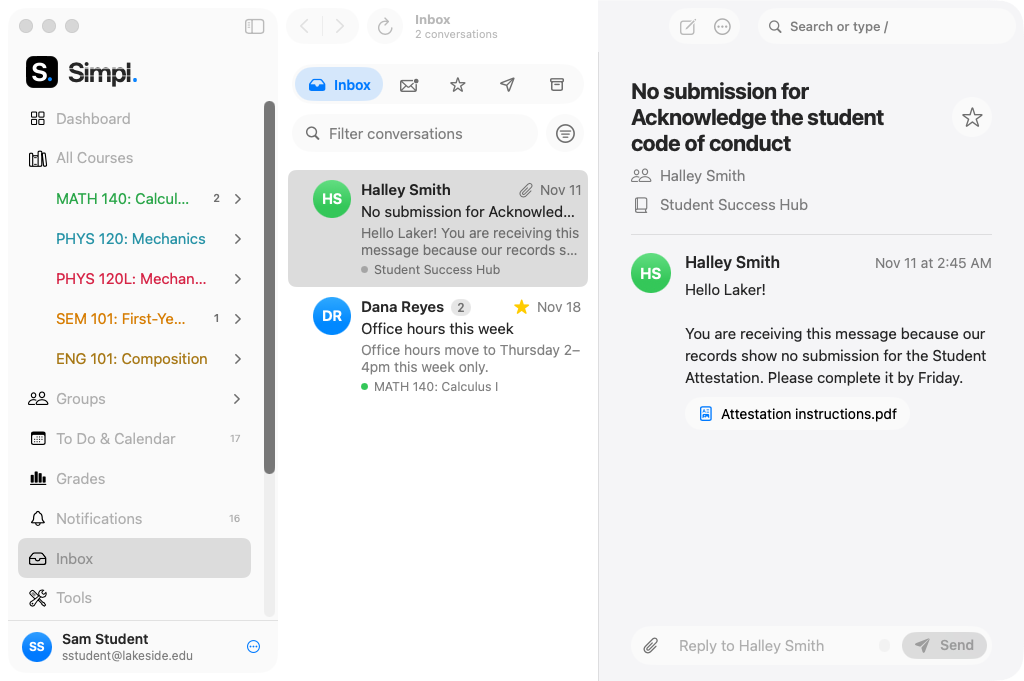 S.
Simpl.
Dashboard
All Courses
MATH 140: Calcul... 2
PHYS 120: Mechanics
PHYS 120L: Mechan...
SEM 101: First-Ye... 1
ENG 101: Composition
Groups
To Do & Calendar 17
Grades
Notifications 16
Inbox
Tools
SS
Sam Student
sstudent@lakeside.edu
Inbox
2 conversations
Inbox
Filter conversations
HS
Halley Smith Nov 11
No submission for Acknowled...
Hello Laker! You are receiving this
message because our records s...
Student Success Hub
DR
Dana Reyes 2 Nov 18
Office hours this week
Office hours move to Thursday 2–
4pm this week only.
MATH 140: Calculus I
Search or type /
No submission for
Acknowledge the student
code of conduct
Halley Smith
Student Success Hub
HS
Halley Smith Nov 11 at 2:45 AM
Hello Laker!
You are receiving this message because our
records show no submission for the Student
Attestation. Please complete it by Friday.
Attestation instructions.pdf
Reply to Halley Smith
Send